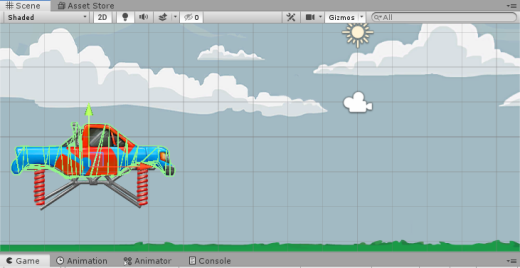 Scene Asset Store
Shaded 2D 0 Gizmos All
Game Animation Animator Console